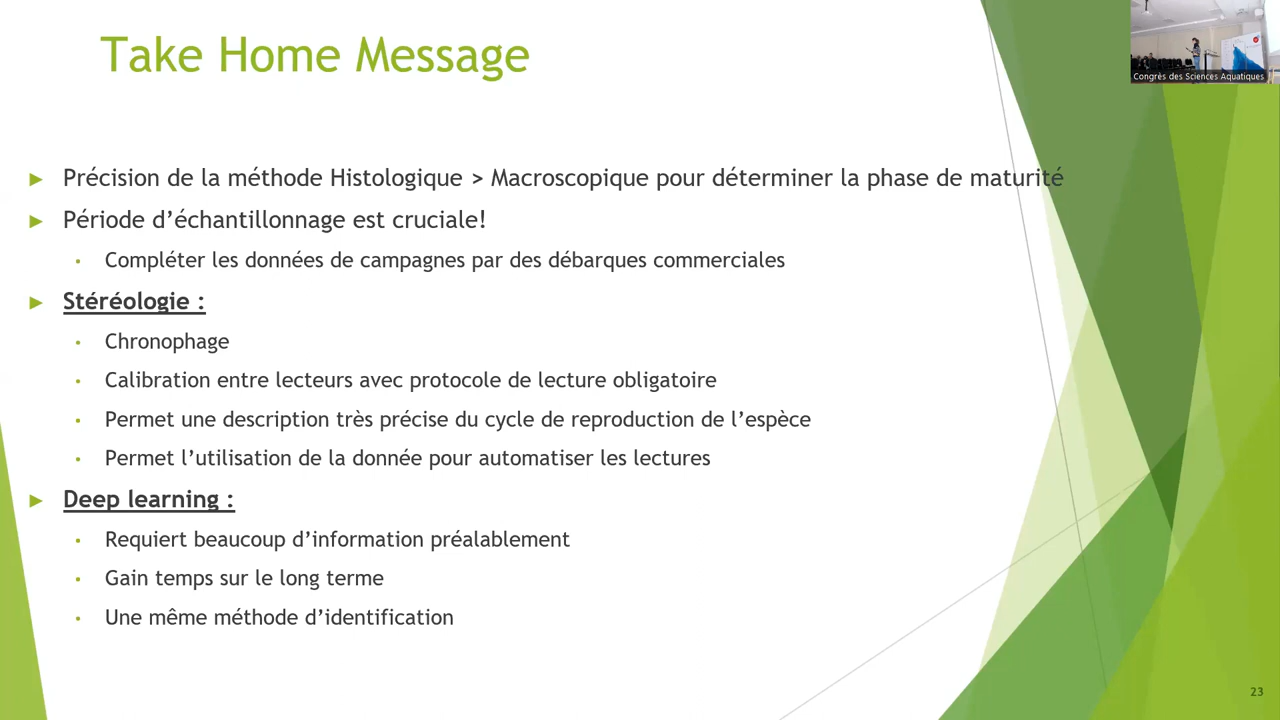 Take Home Message
Congrès des Sciences Aquatiques
Précision de la méthode Histologique > Macroscopique pour déterminer la phase de maturité
Période d’échantillonnage est cruciale!
Compléter les données de campagnes par des débarques commerciales
Stéréologie :
Chronophage
Calibration entre lecteurs avec protocole de lecture obligatoire
Permet une description très précise du cycle de reproduction de l’espèce
Permet l’utilisation de la donnée pour automatiser les lectures
Deep learning :
Requiert beaucoup d’information préalablement
Gain temps sur le long terme
Une même méthode d’identification
23